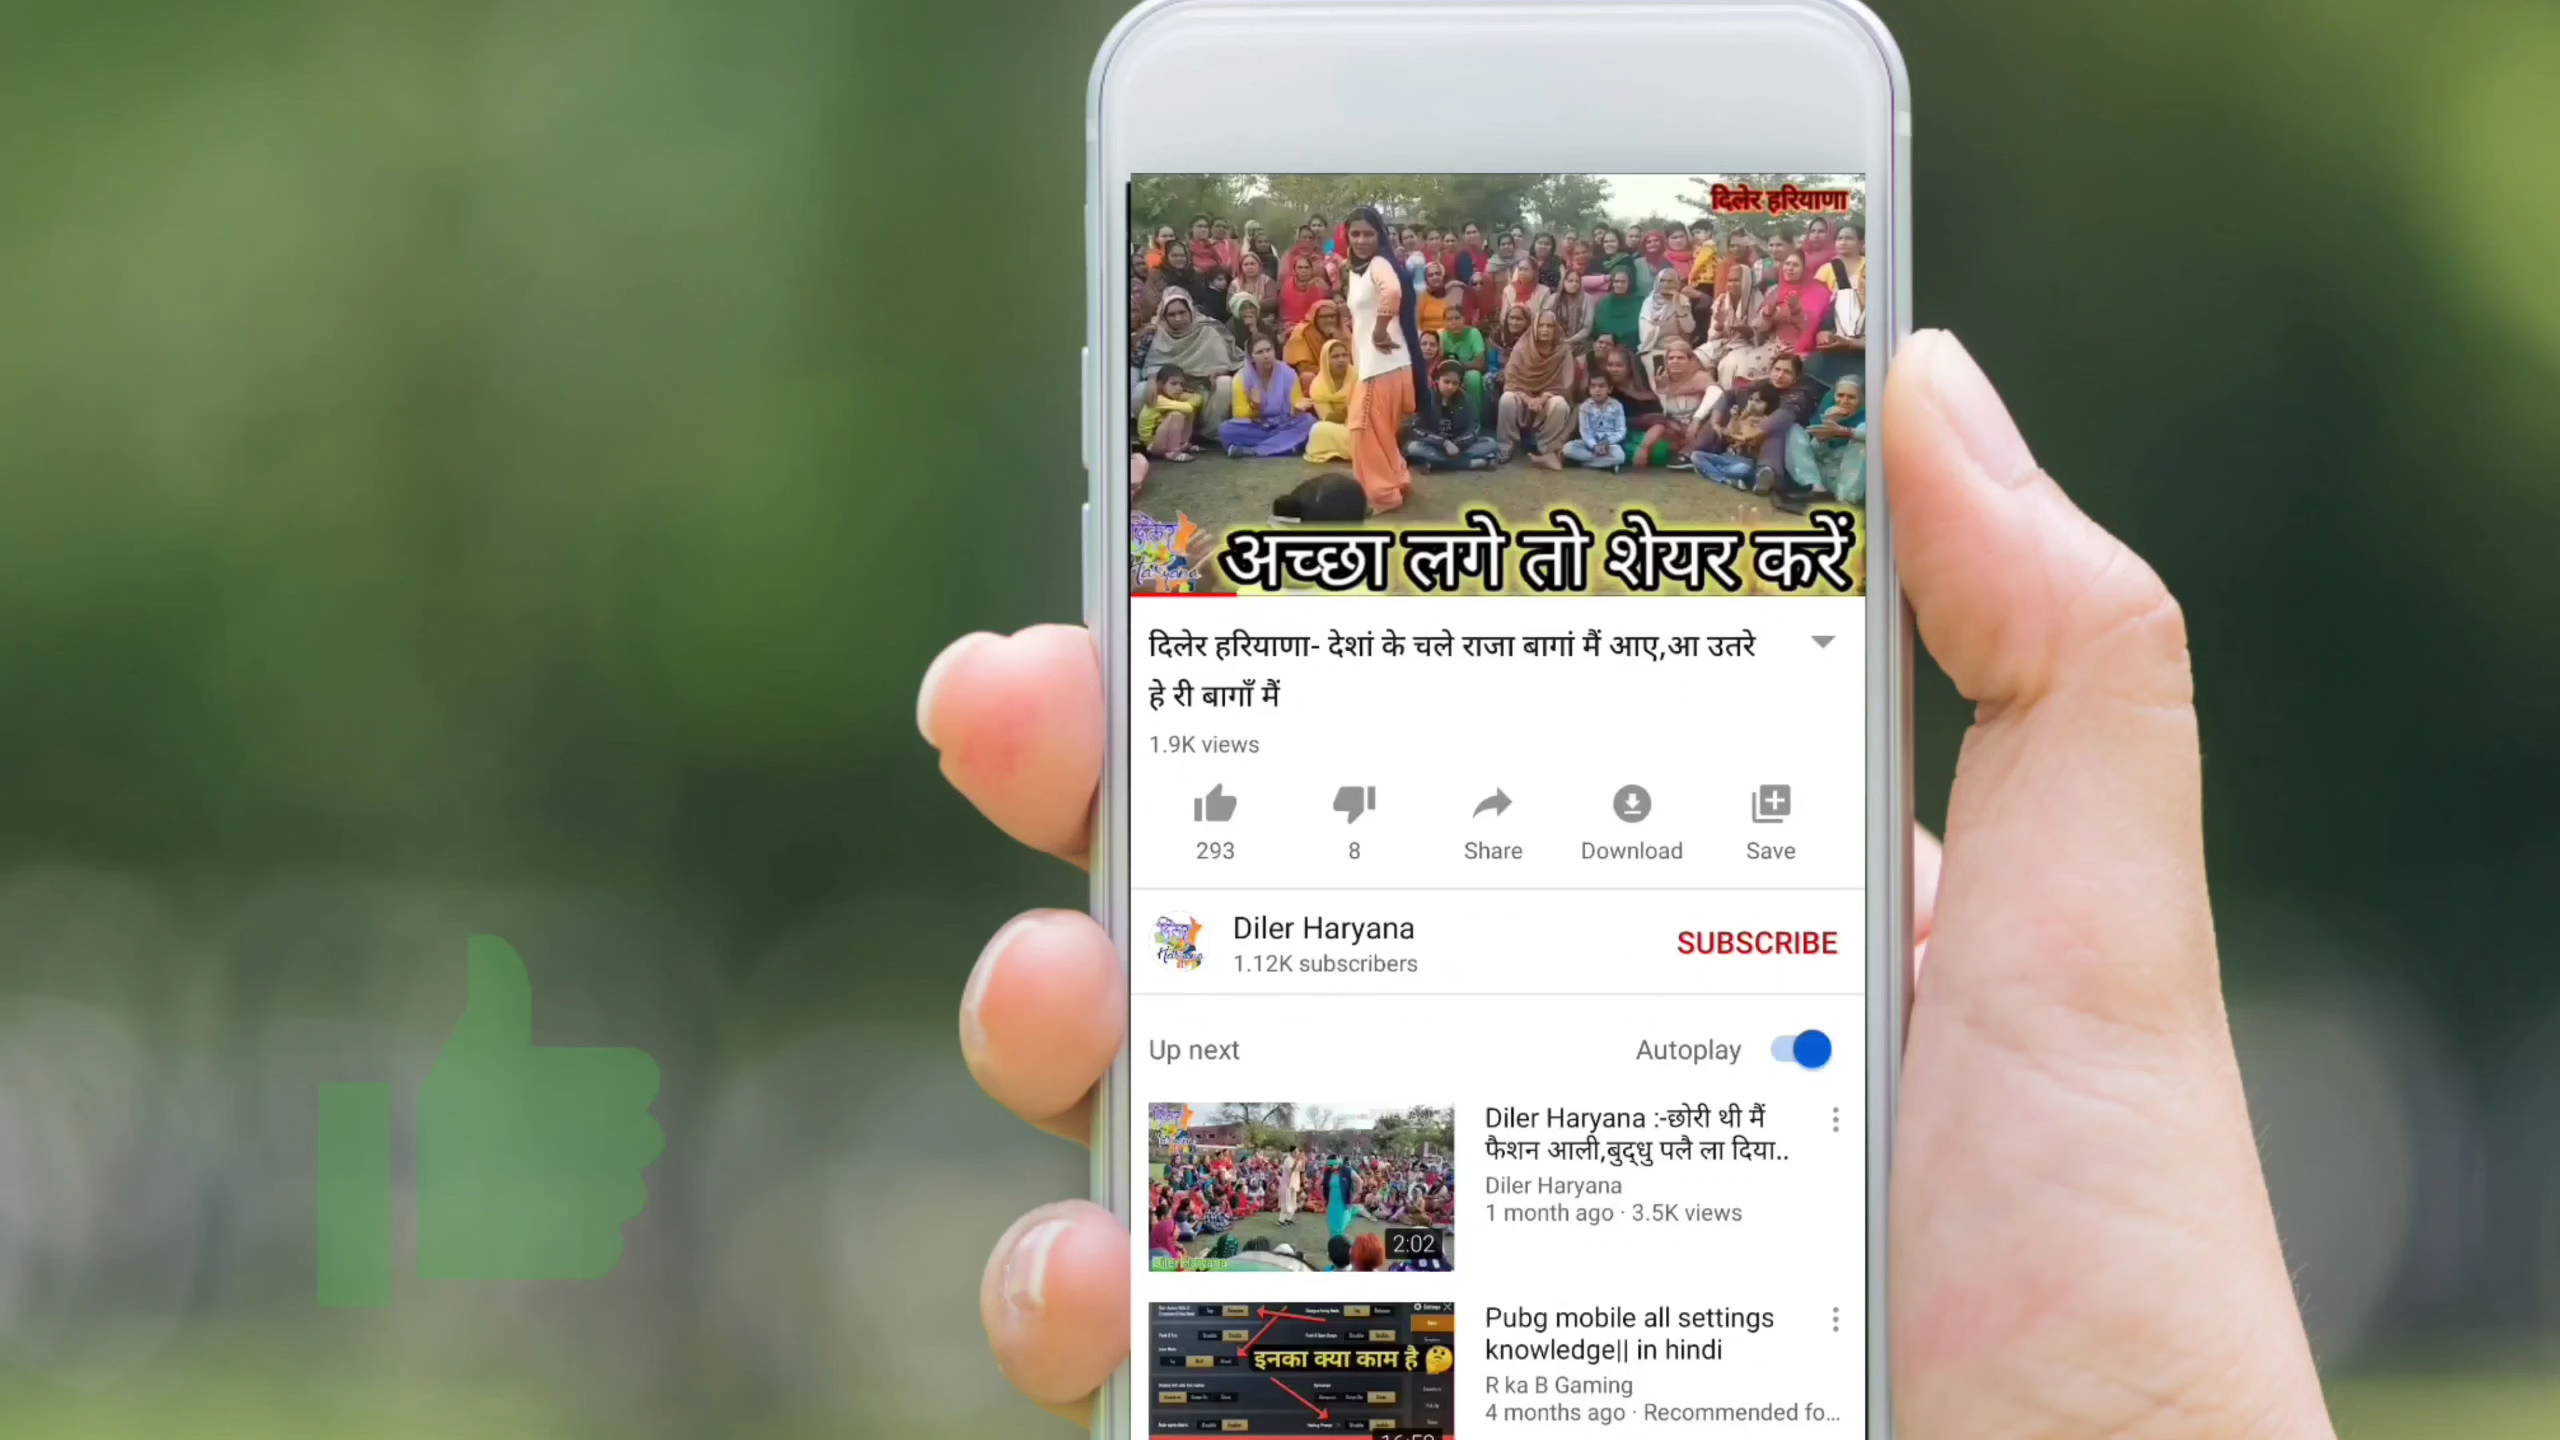 दिलेर हरियाणा
अच्छा लगे तो शेयर करें
दिलेर हरियाणा- देशां के चले राजा बागां मैं आए,आ उतरे
हे री बागाँ मैं
1.9K views
293
8
Share
Download
Save
Diler Haryana
1.12K subscribers
SUBSCRIBE
Up next
Autoplay
Diler Haryana :-छोरी थी मैं
फैशन आली,बुद्धु पलै ला दिया..
Diler Haryana
1 month ago · 3.5K views
2:02
Diler Haryana
Pubg mobile all settings
knowledge|| in hindi
R ka B Gaming
4 months ago · Recommended fo...
इनका क्या काम है